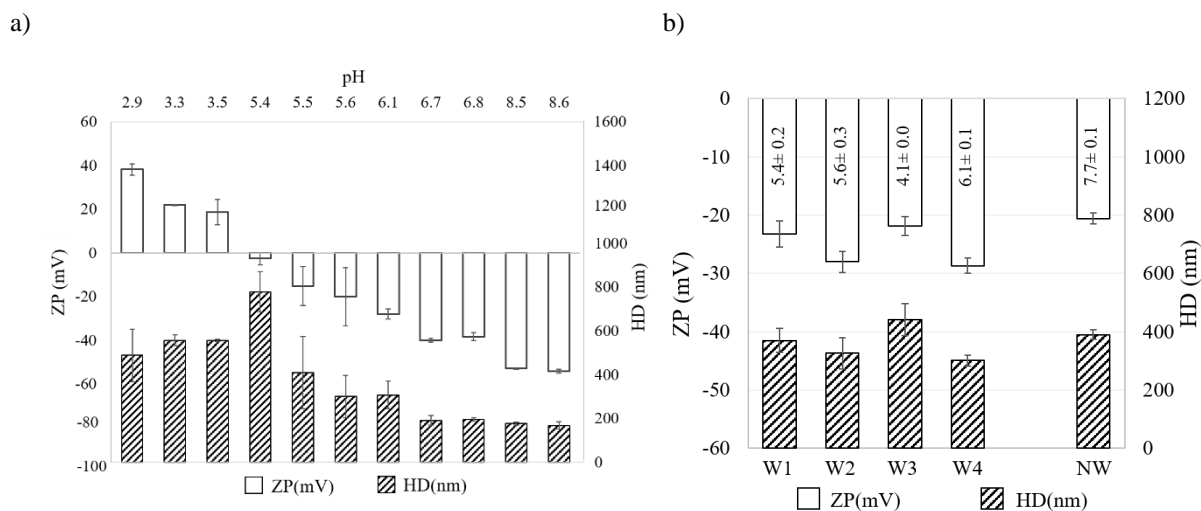 a)
pH
2.9 3.3 3.5 5.4 5.5 5.6 6.1 6.7 6.8 8.5 8.6
60 1600
40 1400
20 1200
0 1000
-20 800
-40 600
-60 400
-80 200
-100 0
ZP (mV)
HD (nm)
ZP(mV) HD(nm)
b)
0 1200
-10 1000
-20 800
-30 600
-40 400
-50 200
-60 0
ZP (mV)
HD (nm)
5.4± 0.2
5.6± 0.3
4.1± 0.0
6.1± 0.1
7.7± 0.1
W1 W2 W3 W4 NW
ZP(mV) HD(nm)